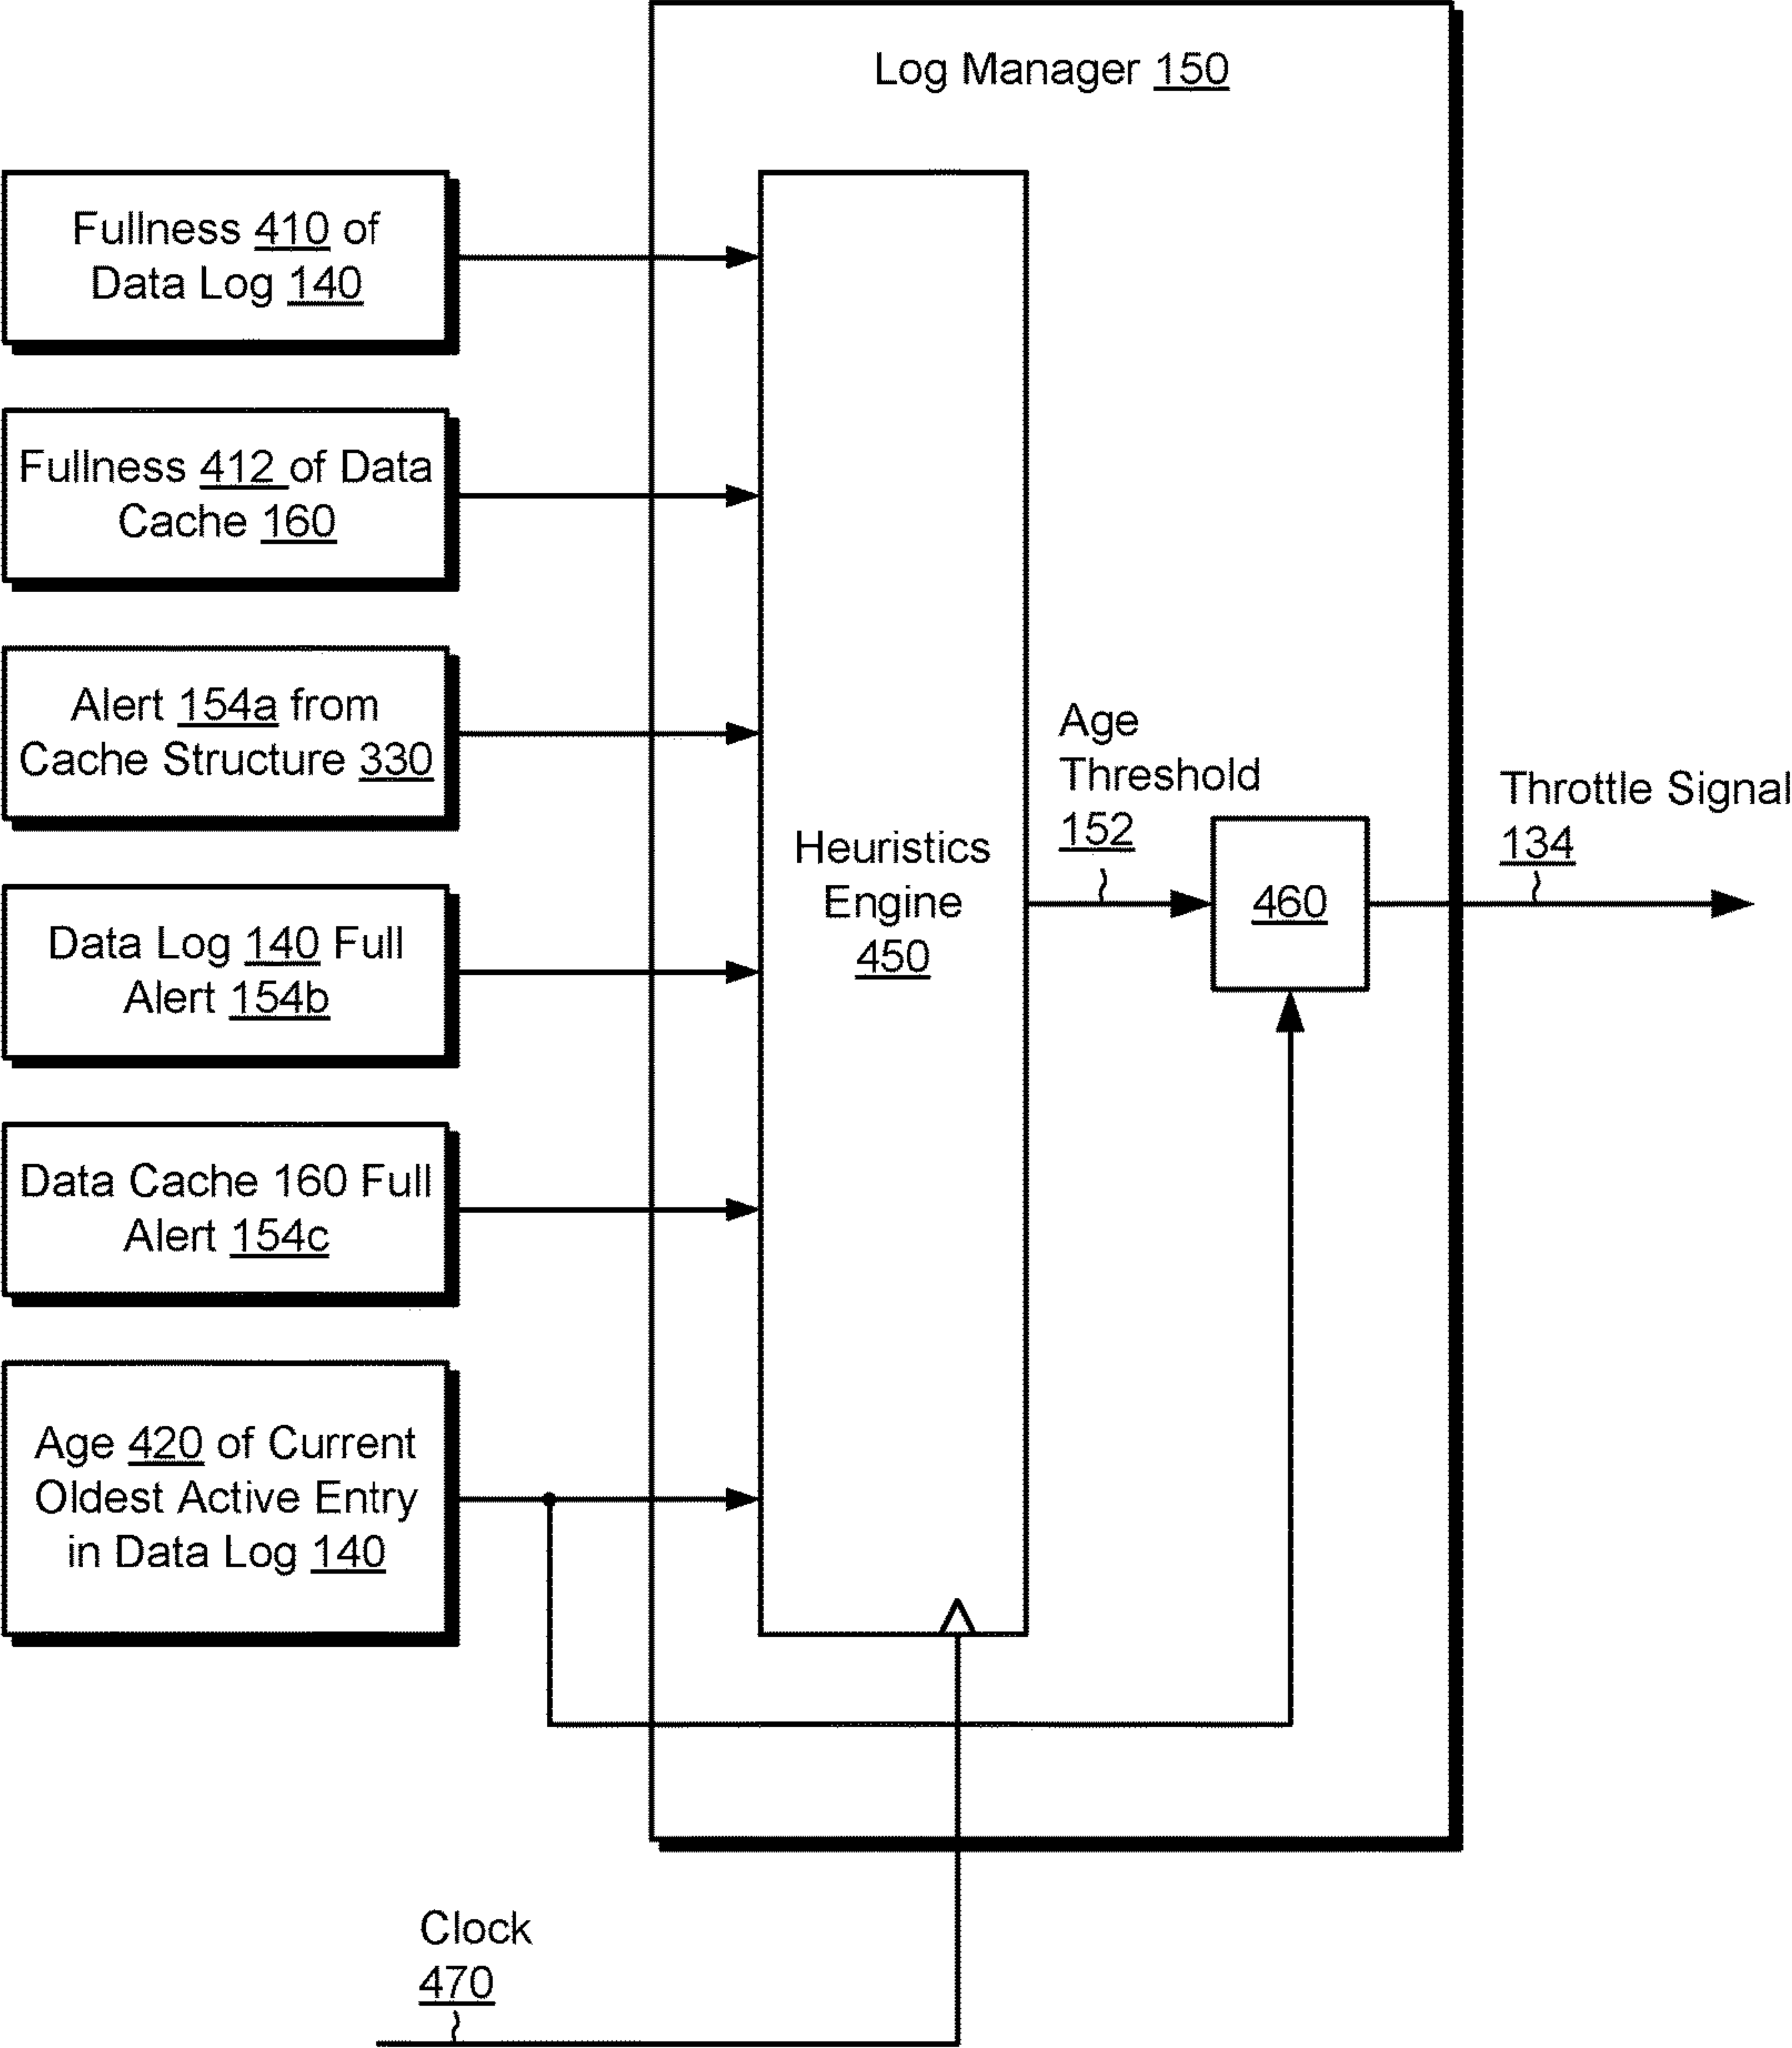 Log Manager 150
Fullness 410 of
Data Log 140
Fullness 412 of Data
Cache 160
Alert 154a from
Cache Structure 330
Data Log 140 Full
Alert 154b
Data Cache 160 Full
Alert 154c
Age 420 of Current
Oldest Active Entry
in Data Log 140
Heuristics
Engine
450
Age
Threshold
152
460
Throttle Signal
134
Clock
470